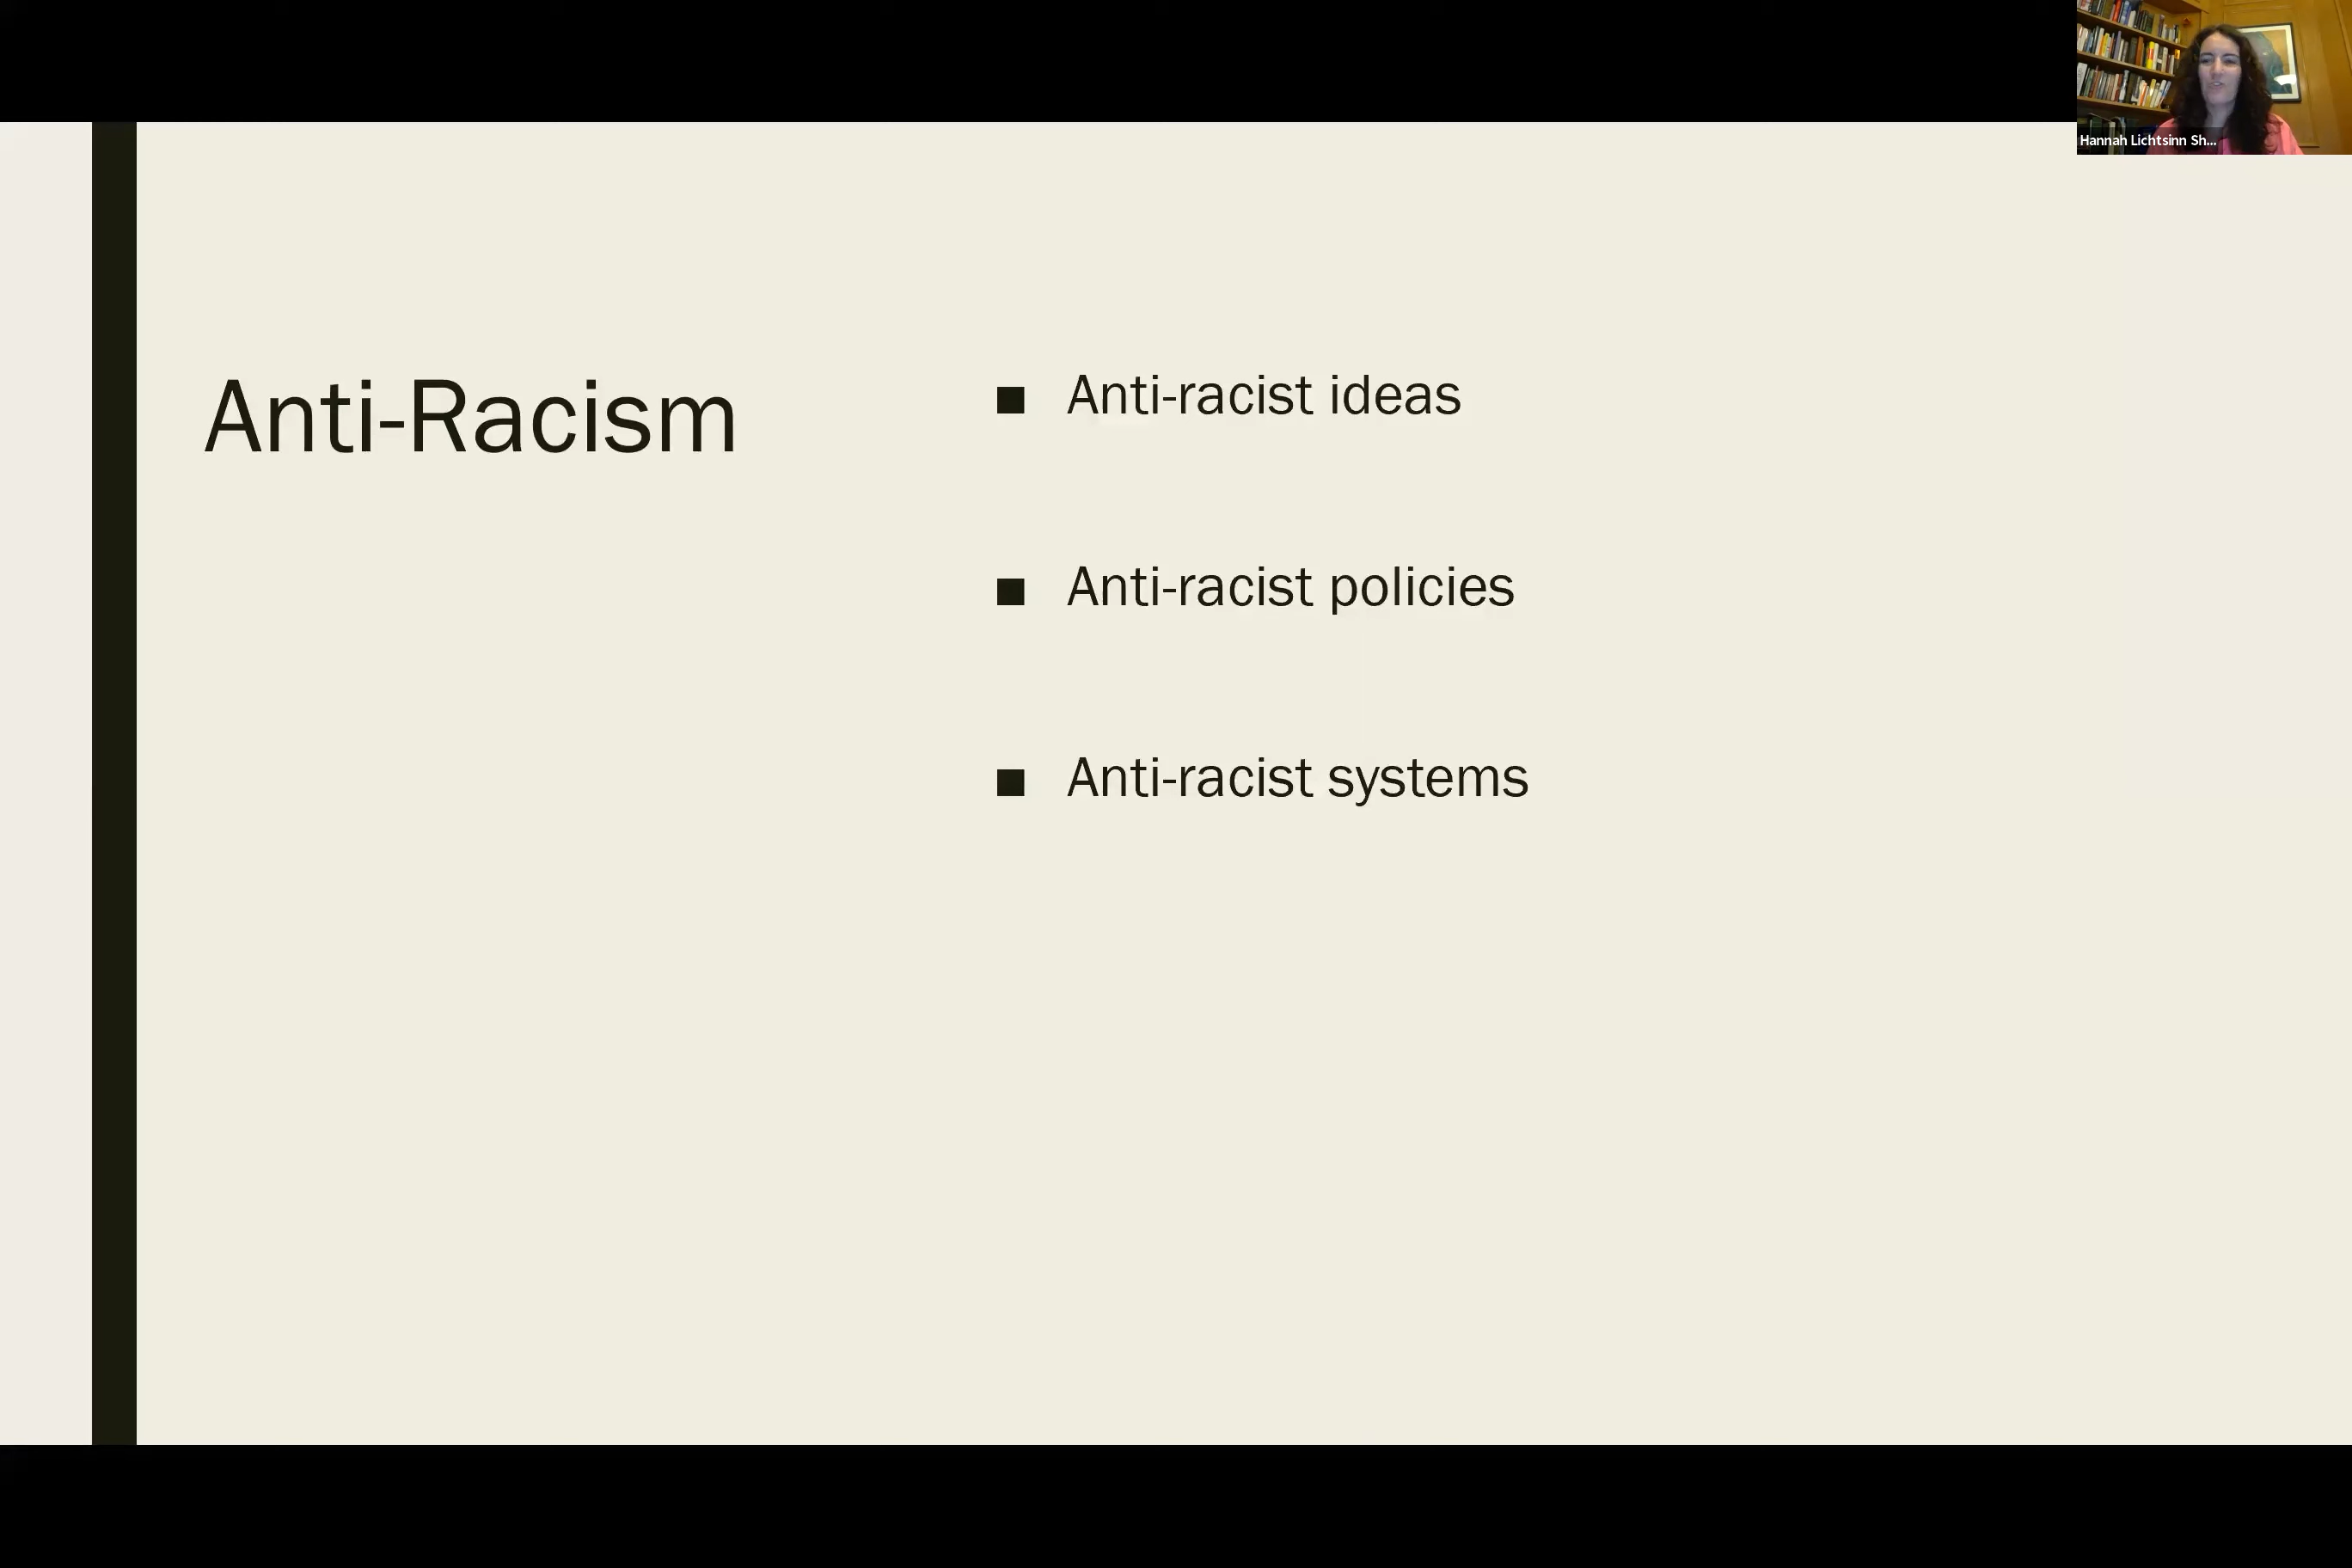 Hannah Lichtsinn Sh...
Anti-Racism
Anti-racist ideas
Anti-racist policies
Anti-racist systems